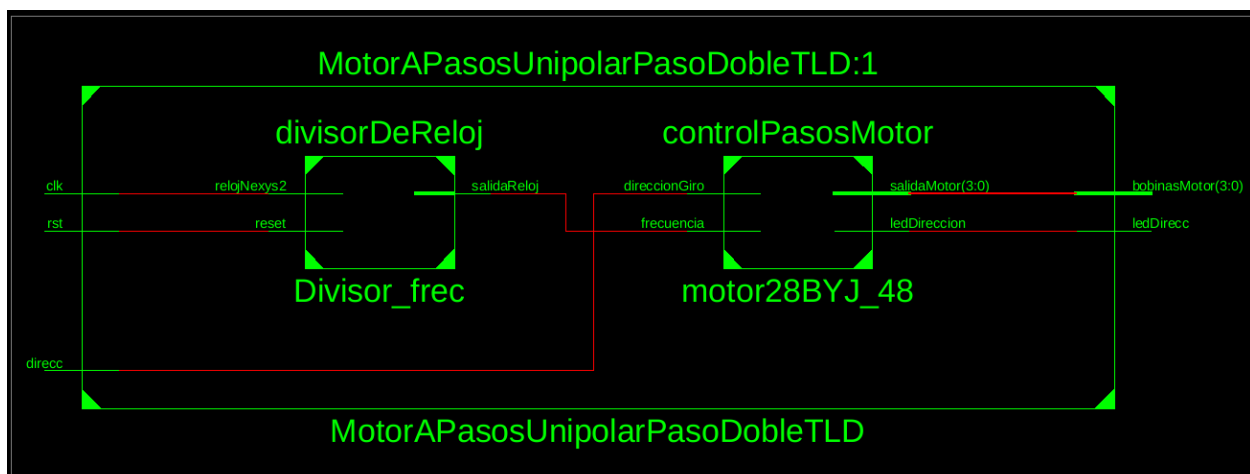 MotorAPasosUnipolarPasoDobleTLD:1
divisorDeReloj
controlPasosMotor
clk
relojNexys2
salidaReloj
direccionGiro
salidaMotor(3:0)
bobinasMotor(3:0)
rst
reset
frecuencia
ledDireccion
ledDirecc
Divisor_frec
motor28BYJ_48
direcc
MotorAPasosUnipolarPasoDobleTLD